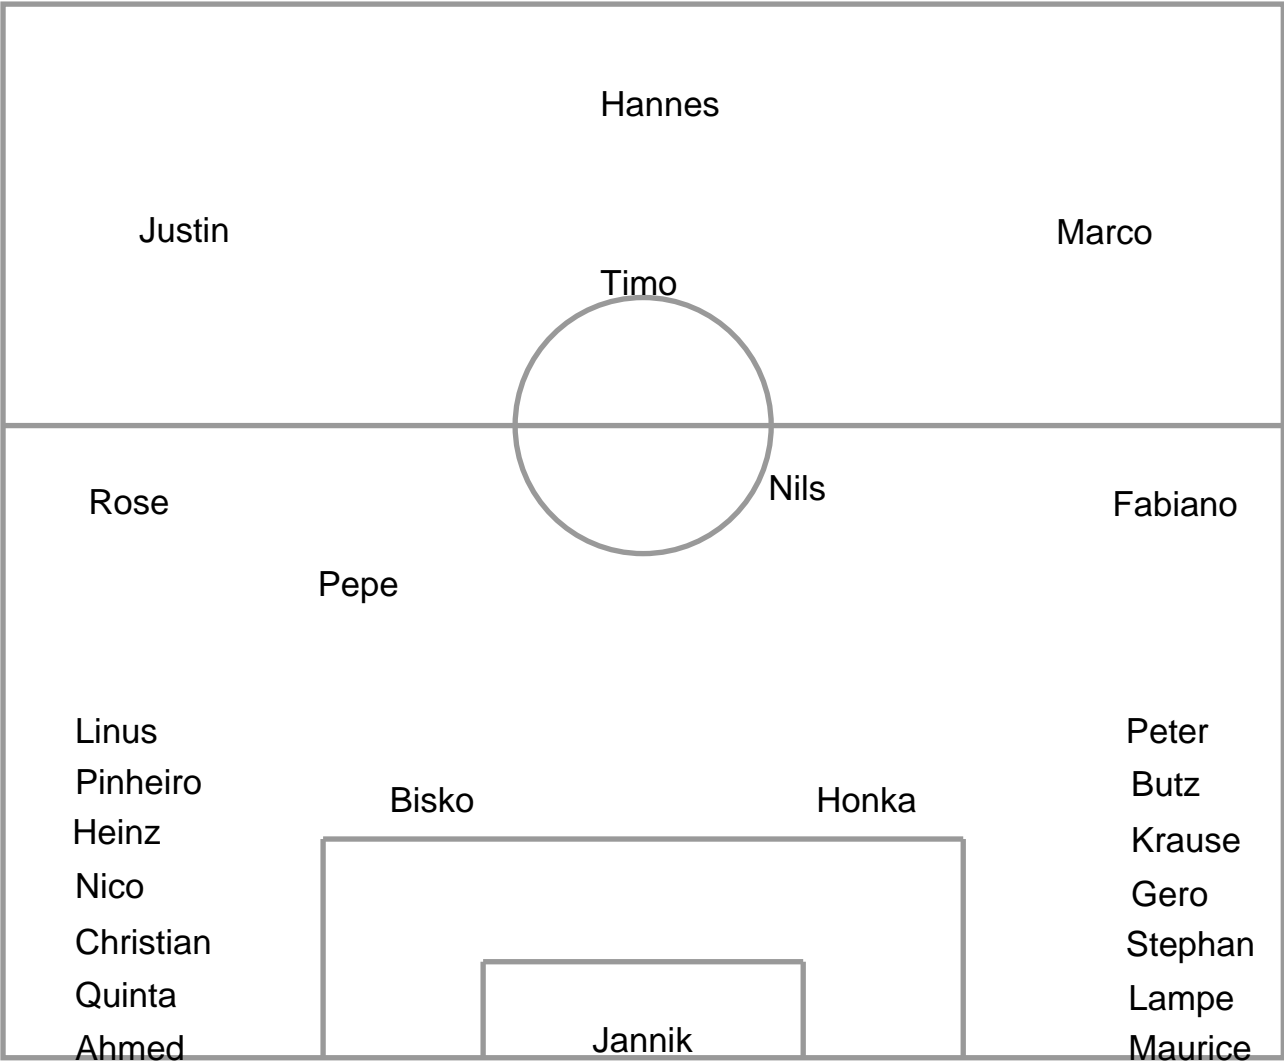 Hannes
Justin
Marco
Timo
Rose
Nils
Fabiano
Pepe
Linus
Peter
Pinheiro
Butz
Bisko
Honka
Heinz
Krause
Nico
Gero
Christian
Stephan
Quinta
Lampe
Jannik
Ahmed
Maurice